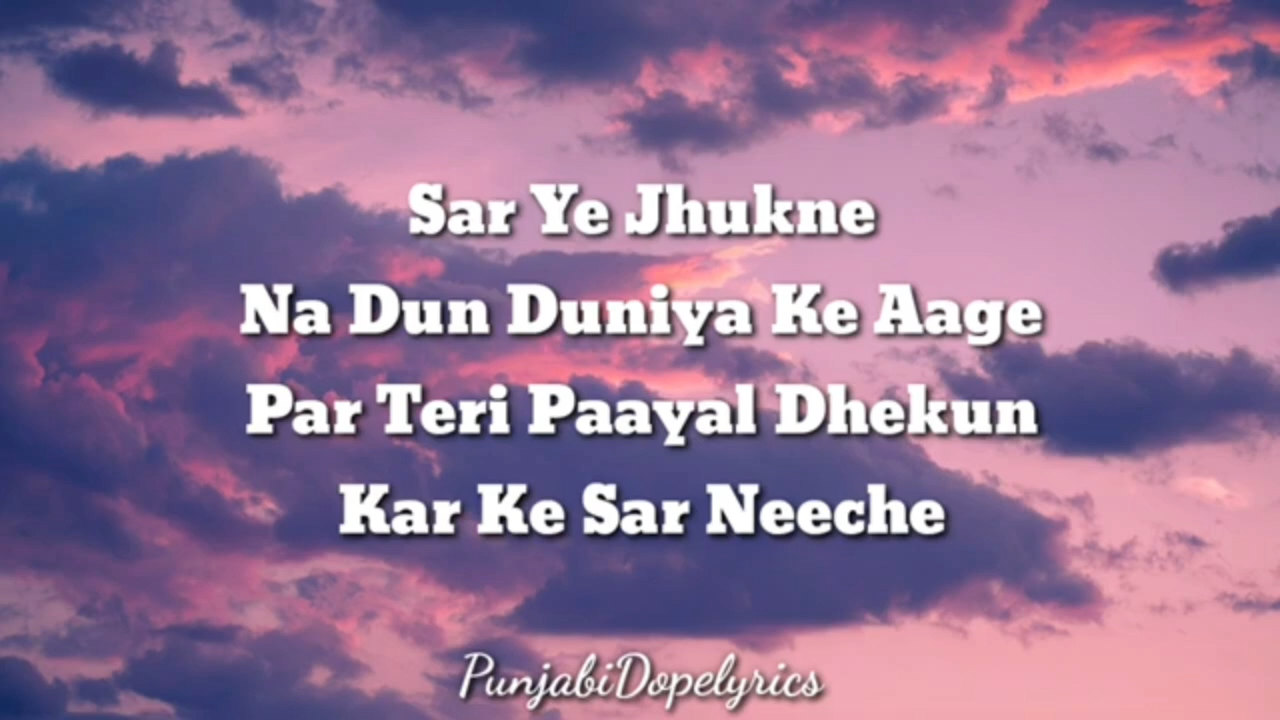 Sar Ye Jhukne
Na Dun Duniya Ke Aage
Par Teri Paayal Dhekun
Kar Ke Sar Neeche
PunjabiDopelyrics